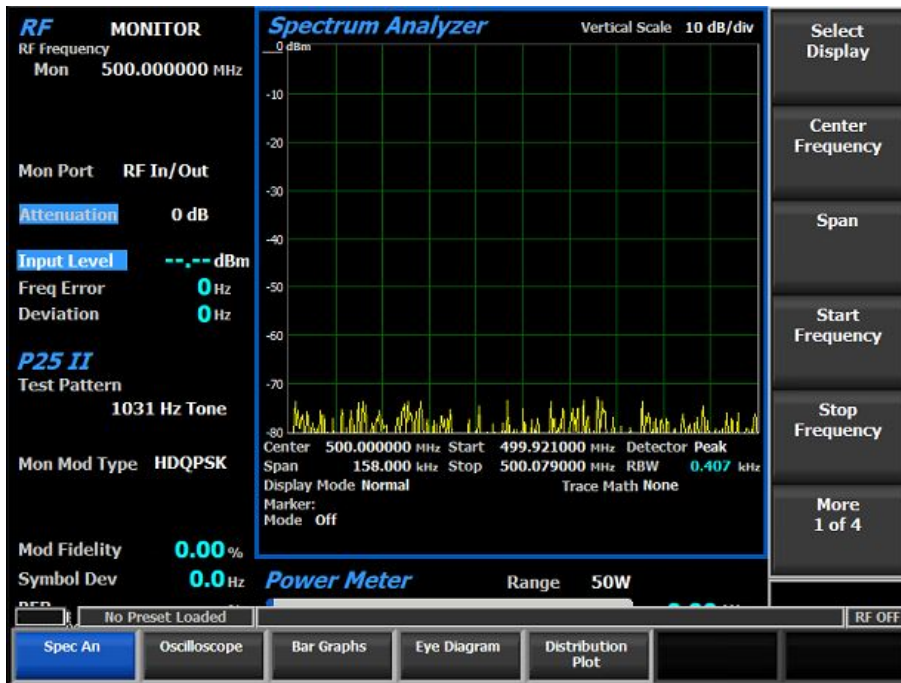 RF MONITOR
RF Frequency
Mon 500.000000 MHz
Mon Port RF In/Out
Attenuation 0 dB
Input Level --.-- dBm
Freq Error 0 Hz
Deviation 0 Hz
P25 II
Test Pattern
1031 Hz Tone
Mon Mod Type HDQPSK
Mod Fidelity 0.00 %
Symbol Dev 0.0 Hz
Spectrum Analyzer Vertical Scale 10 dB/div
0 dBm
-10
-20
-30
-40
-50
-60
-70
-80
Center 500.000000 MHz Start 499.921000 MHz Detector Peak
Span 158.000 kHz Stop 500.079000 MHz RBW 0.407 kHz
Display Mode Normal Trace Math None
Marker:
Mode Off
Power Meter Range 50W
Select
Display
Center
Frequency
Span
Start
Frequency
Stop
Frequency
More
1 of 4
No Preset Loaded
RF OFF
Spec An
Oscilloscope
Bar Graphs
Eye Diagram
Distribution
Plot